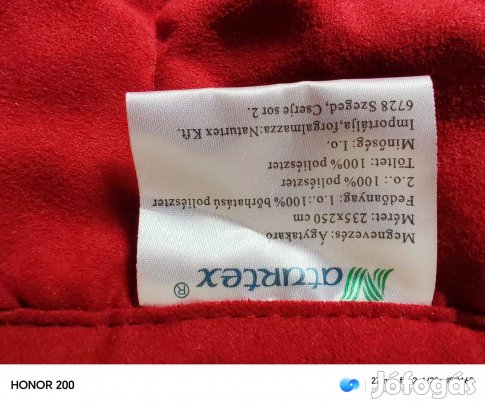 Naturtex ®
Megnevezés: Ágytakaró
Méret: 235x250 cm
Fedőanyag: 1.o.:100% bőrhatású poliészter
2.o.: 100% poliészter
Töltet: 100% poliészter
Minőség: I.o.
Importálja,forgalmazza:Naturtex Kft.
6728 Szeged, Cserje sor 2.
HONOR 200
Jófogás